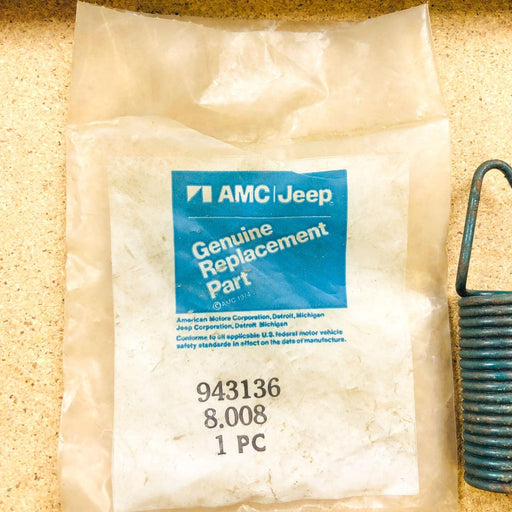 AMC|Jeep
Genuine
Replacement
Part
© AMC 1974
American Motors Corporation, Detroit, Michigan
Jeep Corporation, Detroit Michigan
Conforms to all applicable U.S. federal motor vehicle
safety standards in effect on the date of manufacture.
943136
8.008
1 PC